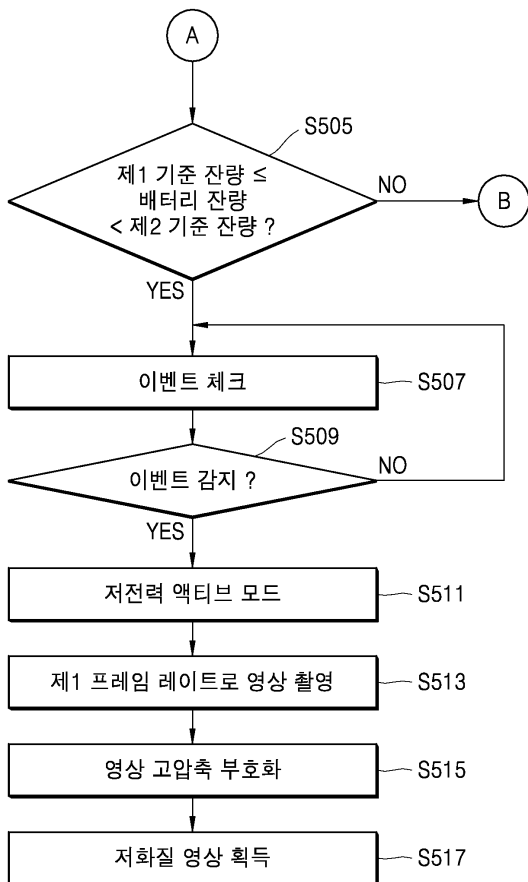 A
S505
제1 기준 잔량 ≤
배터리 잔량
< 제2 기준 잔량 ?
NO
B
YES
이벤트 체크
S507
S509
이벤트 감지 ?
NO
YES
저전력 액티브 모드
S511
제1 프레임 레이트로 영상 촬영
S513
영상 고압축 부호화
S515
저화질 영상 획득
S517